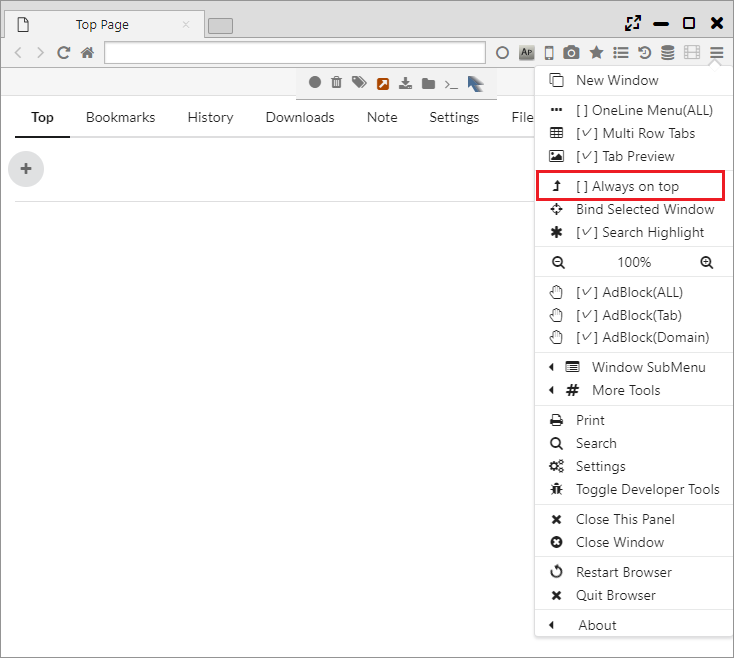 Top Page
AP
New Window
[ ] OneLine Menu(ALL)
[✓] Multi Row Tabs
[✓] Tab Preview
Top Bookmarks History Downloads Note Settings File
[ ] Always on top
Bind Selected Window
[✓] Search Highlight
100%
[✓] AdBlock(ALL)
[✓] AdBlock(Tab)
[✓] AdBlock(Domain)
Window SubMenu
More Tools
Print
Search
Settings
Toggle Developer Tools
Close This Panel
Close Window
Restart Browser
Quit Browser
About